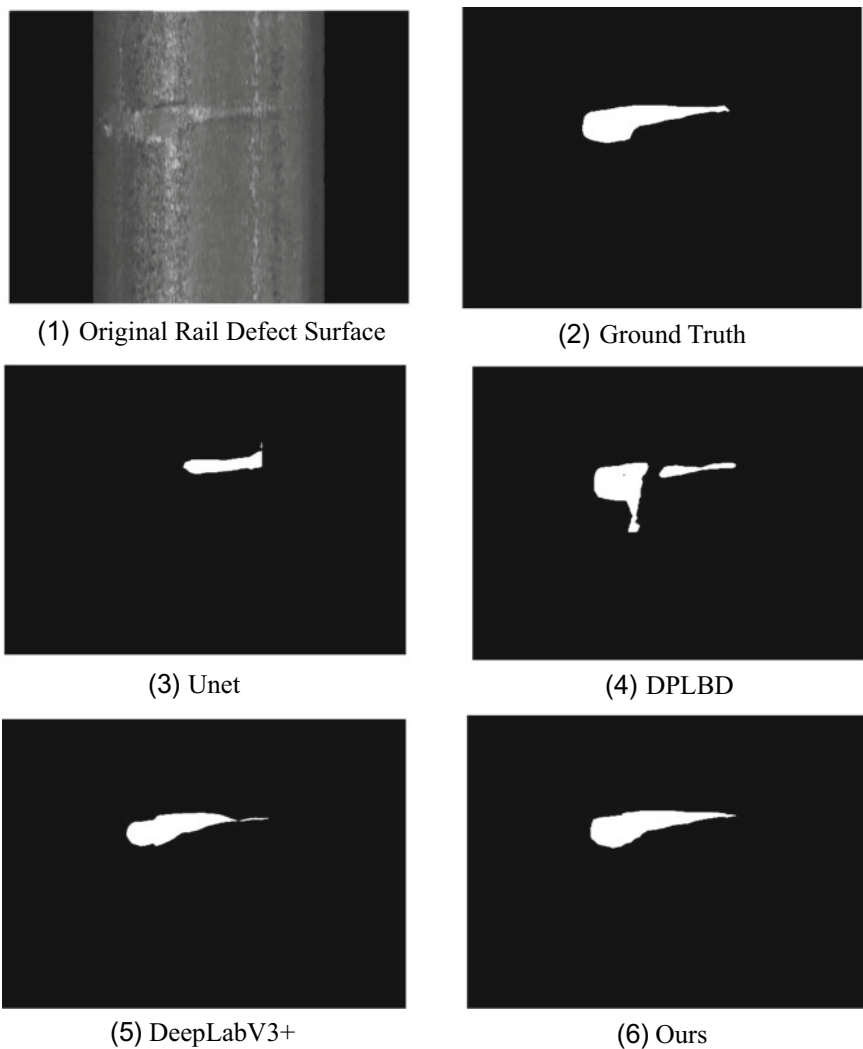 (1) Original Rail Defect Surface
(2) Ground Truth
(3) Unet
(4) DPLBD
(5) DeepLabV3+
(6) Ours